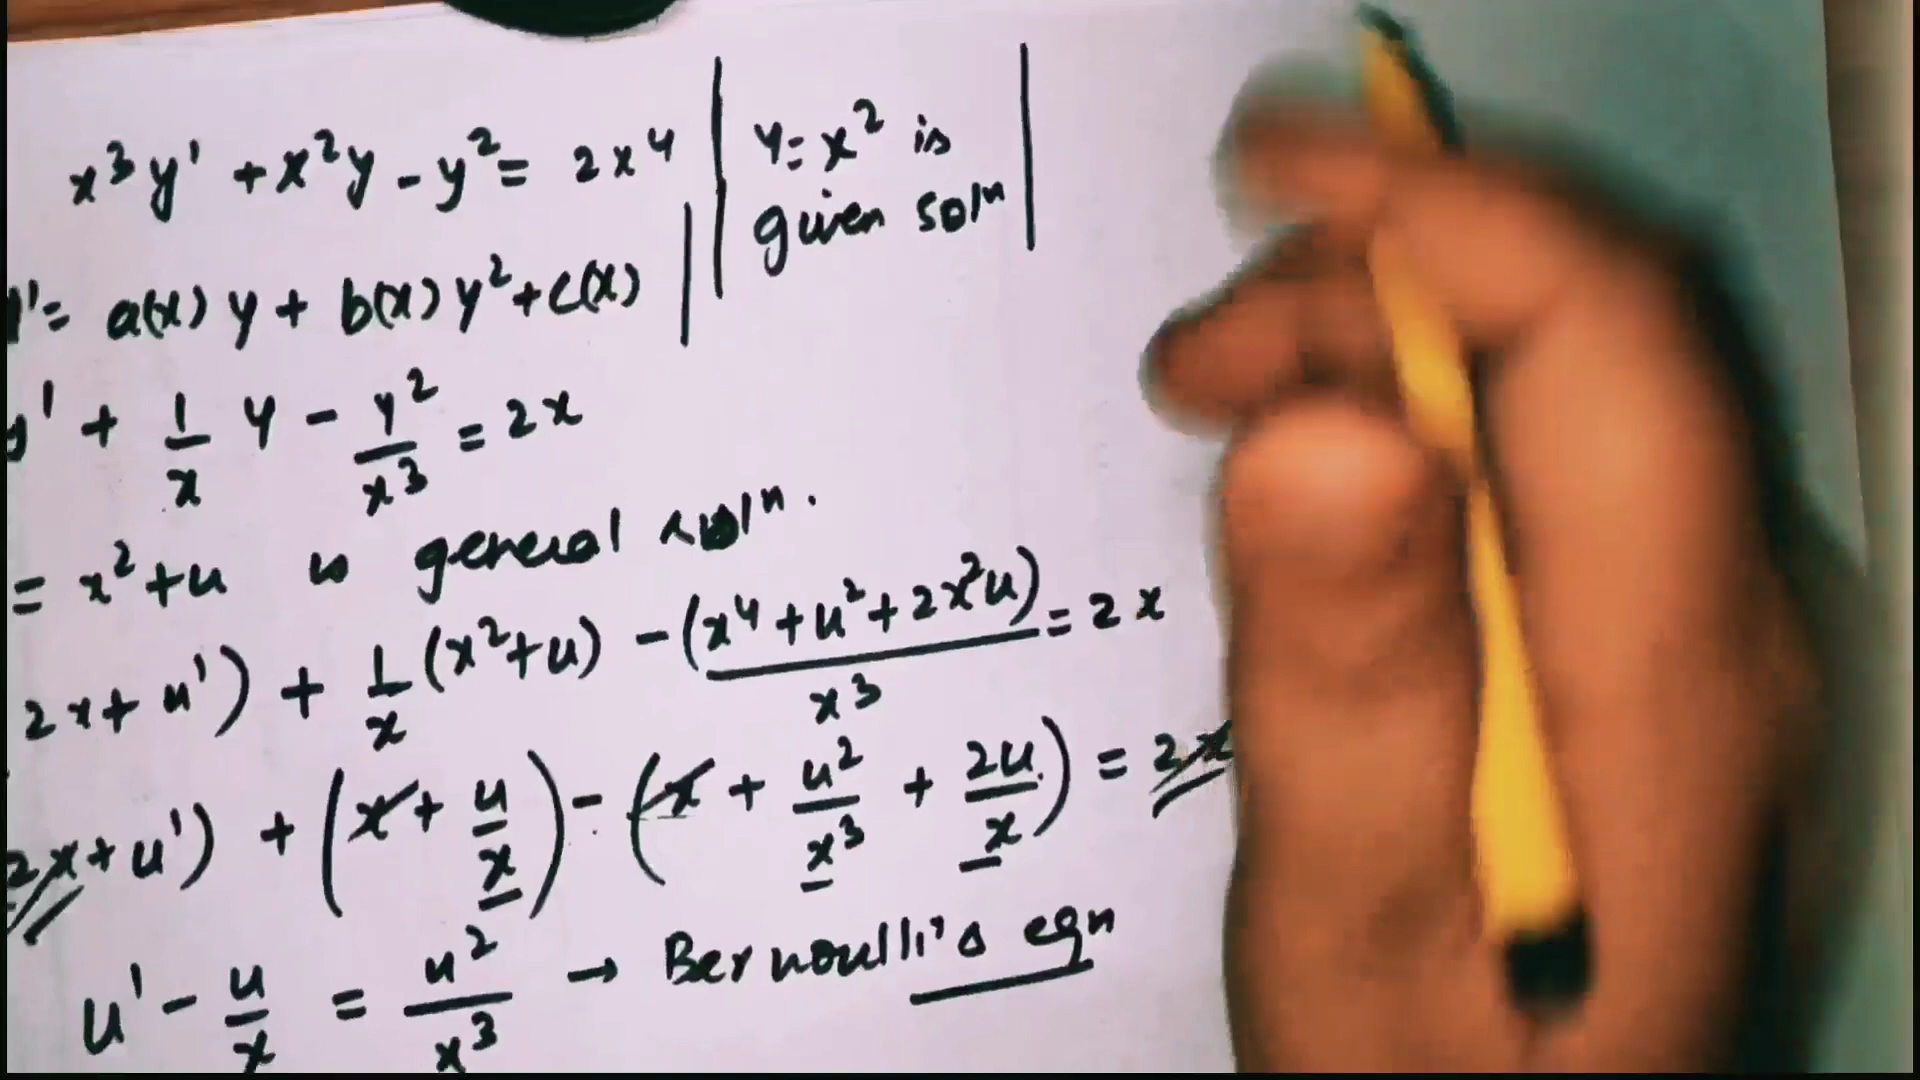 x³y' + x²y - y² = 2x⁴
y = x² is
given solⁿ
y' = a(x) y + b(x) y² + c(x)
y' + 1/x y - y²/x³ = 2x
= x² + u is general solⁿ.
2x + u') + 1/x (x² + u) - (x⁴ + u² + 2x²u)/x³ = 2x
2x + u') + (x + u/x) - (x + u²/x³ + 2u/x) = 2x
u' - u/x = u²/x³ → Bernoulli's eqn